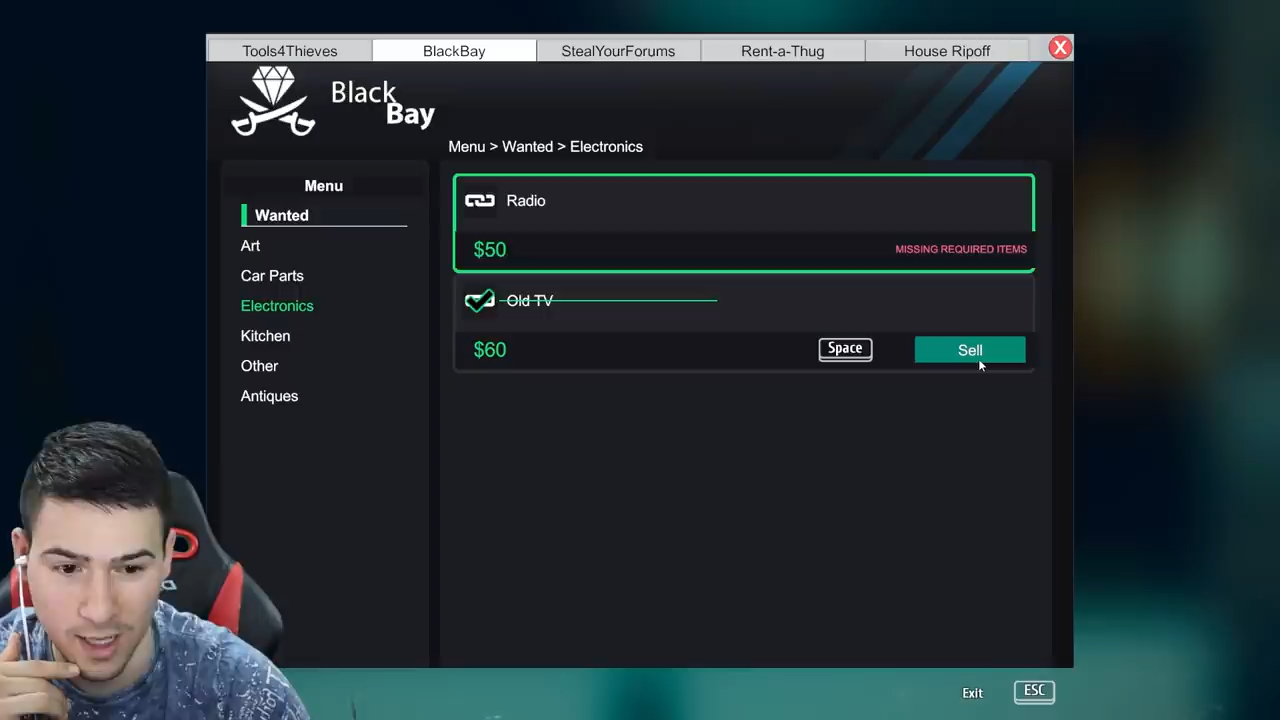 Tools4Thieves
BlackBay
StealYourForums
Rent-a-Thug
House Ripoff
X
Black
Bay
Menu > Wanted > Electronics
Menu
Wanted
Art
Car Parts
Electronics
Kitchen
Other
Antiques
Radio
$50
MISSING REQUIRED ITEMS
Old TV
$60
Space
Sell
Exit
ESC